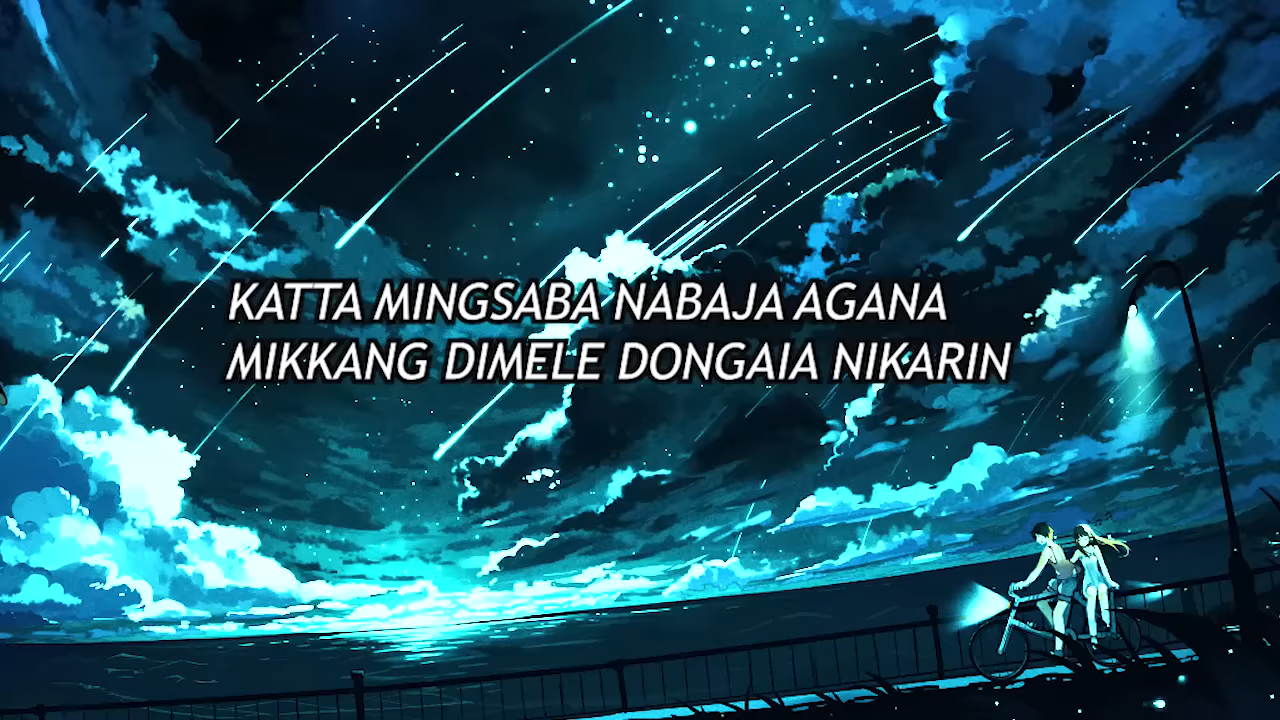 KATTA MINGSABA NABAJA AGANA
MIKKANG DIMELE DONGAIA NIKARIN